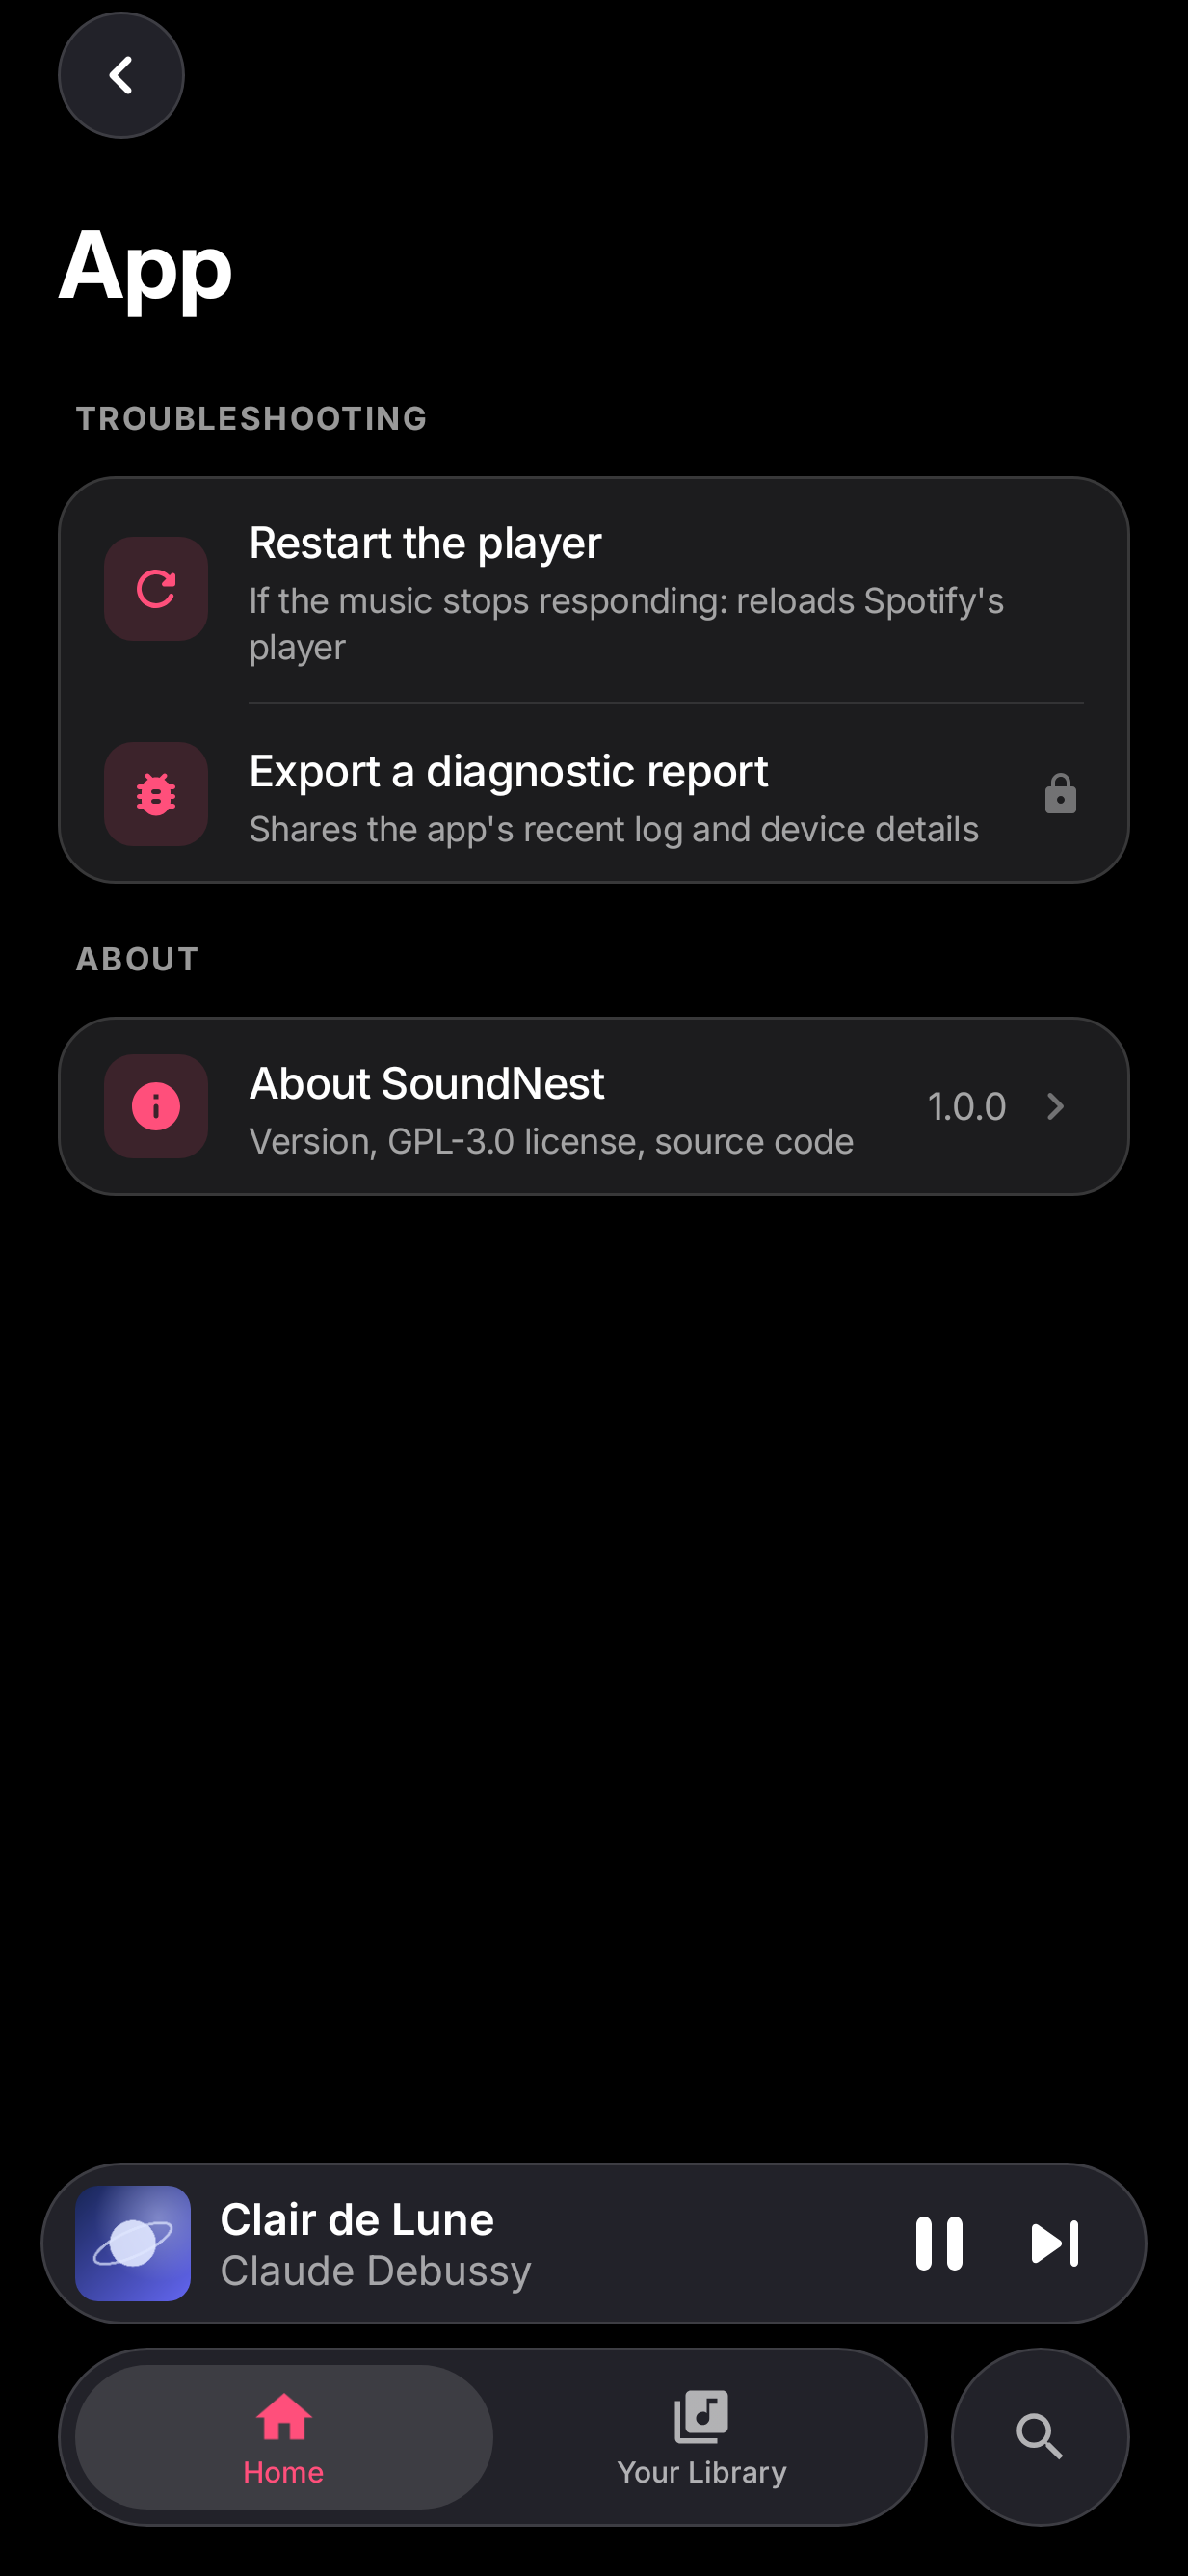 App
TROUBLESHOOTING
Restart the player
If the music stops responding: reloads Spotify's
player
Export a diagnostic report
Shares the app's recent log and device details
ABOUT
About SoundNest
1.0.0
Version, GPL-3.0 license, source code
Clair de Lune
Claude Debussy
Home
Your Library